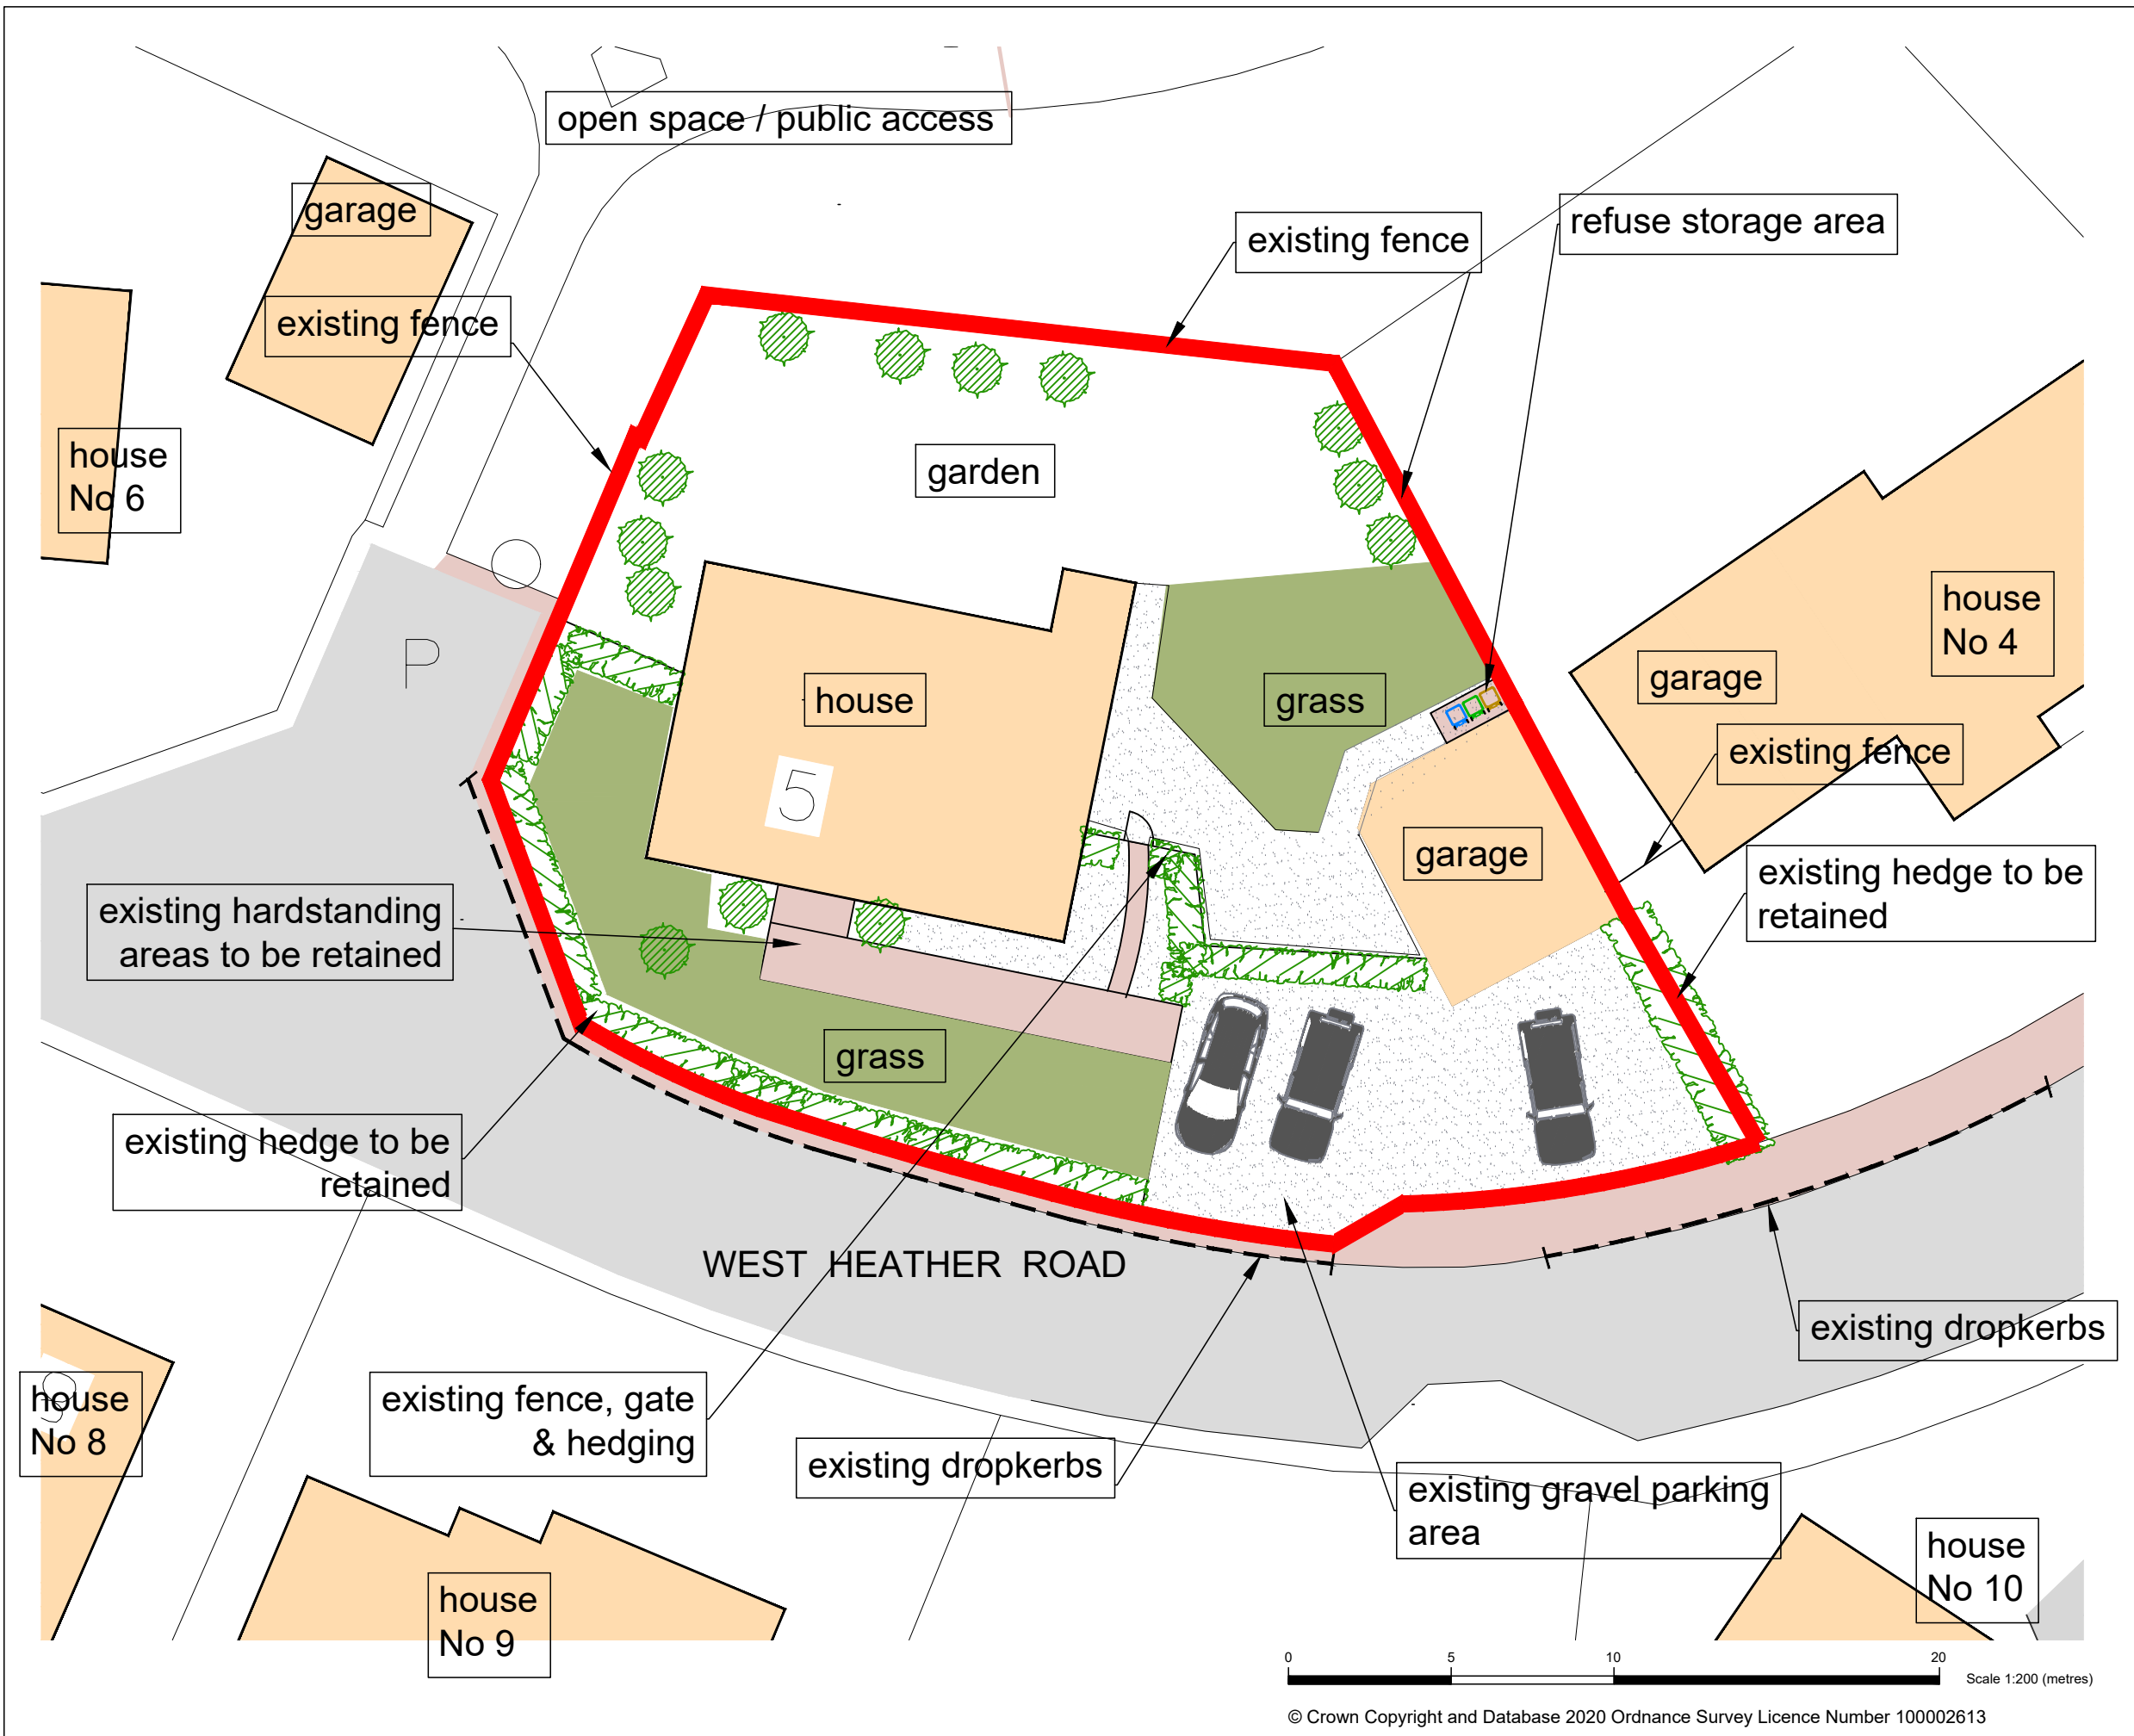 open space / public access
garage
refuse storage area
existing fence
existing fence
house
No 6
garden
house
No 4
garage
house
grass
existing fence
5
P
garage
existing hedge to be
retained
existing hardstanding
areas to be retained
grass
existing hedge to be
retained
WEST HEATHER ROAD
existing dropkerbs
house
No 8
existing fence, gate
& hedging
existing dropkerbs
existing gravel parking
area
house
No 10
house
No 9
0 5 10 20
Scale 1:200 (metres)
© Crown Copyright and Database 2020 Ordnance Survey Licence Number 100002613